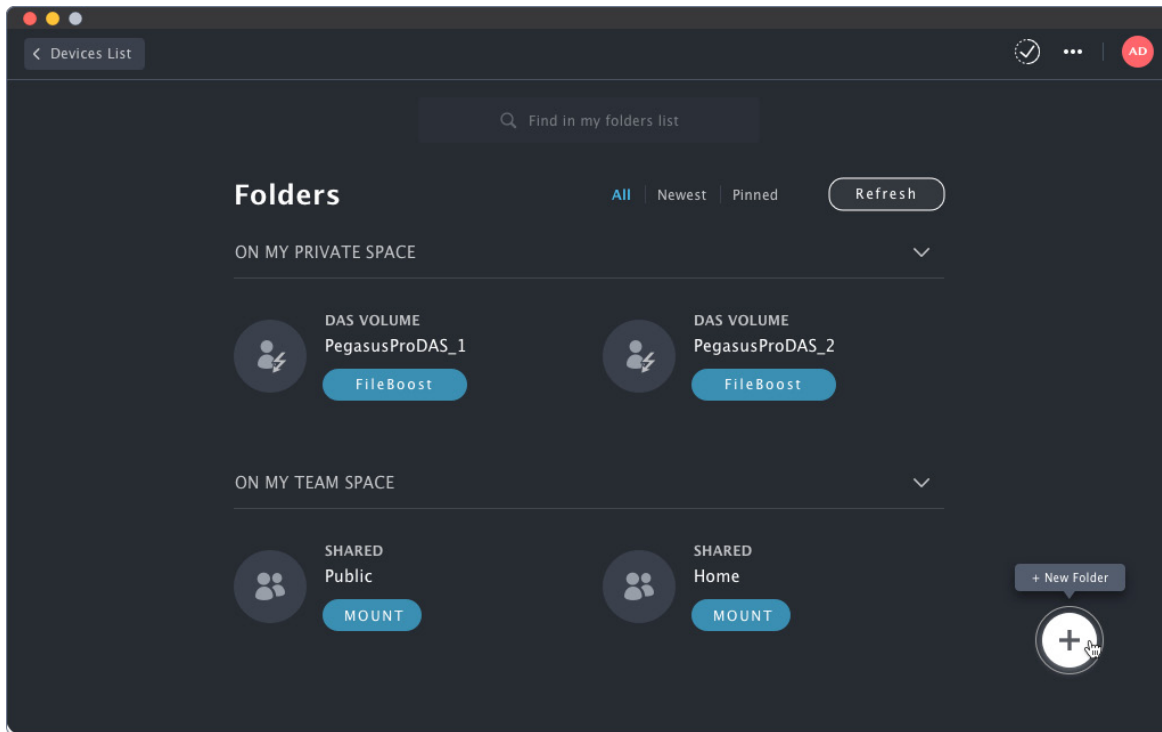 Devices List
AD
Find in my folders list
Folders
All
Newest
Pinned
Refresh
ON MY PRIVATE SPACE
DAS VOLUME
PegasusProDAS_1
FileBoost
DAS VOLUME
PegasusProDAS_2
FileBoost
ON MY TEAM SPACE
SHARED
Public
MOUNT
SHARED
Home
MOUNT
+ New Folder